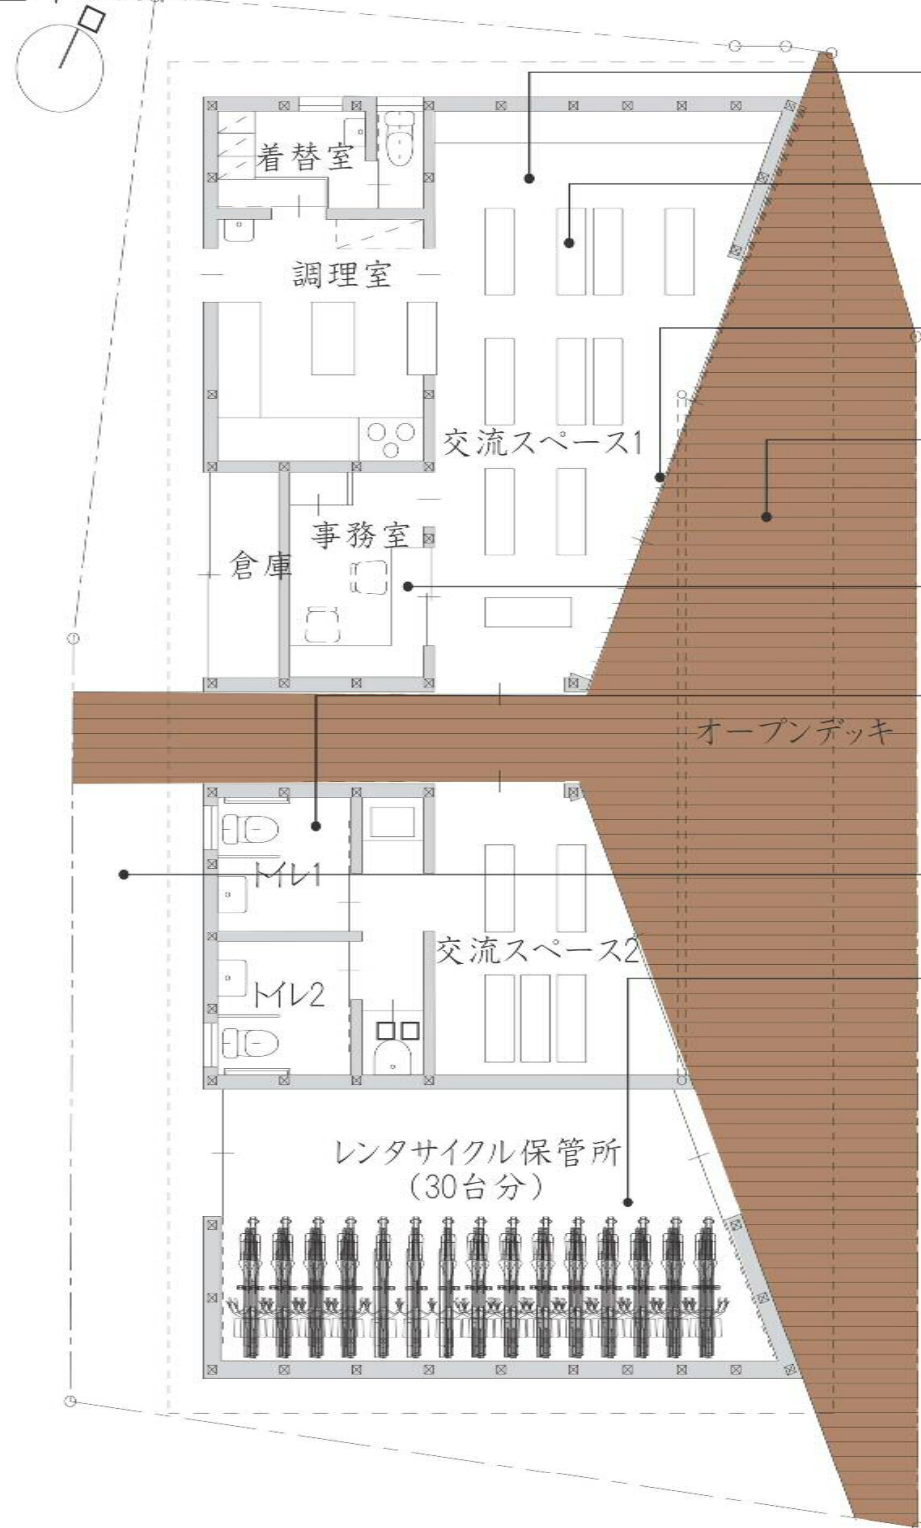 着替室
調理室
交流スペース1
事務室
倉庫
オープンデッキ
トイレ1
交流スペース2
トイレ2
レンタサイクル保管所
(30台分)